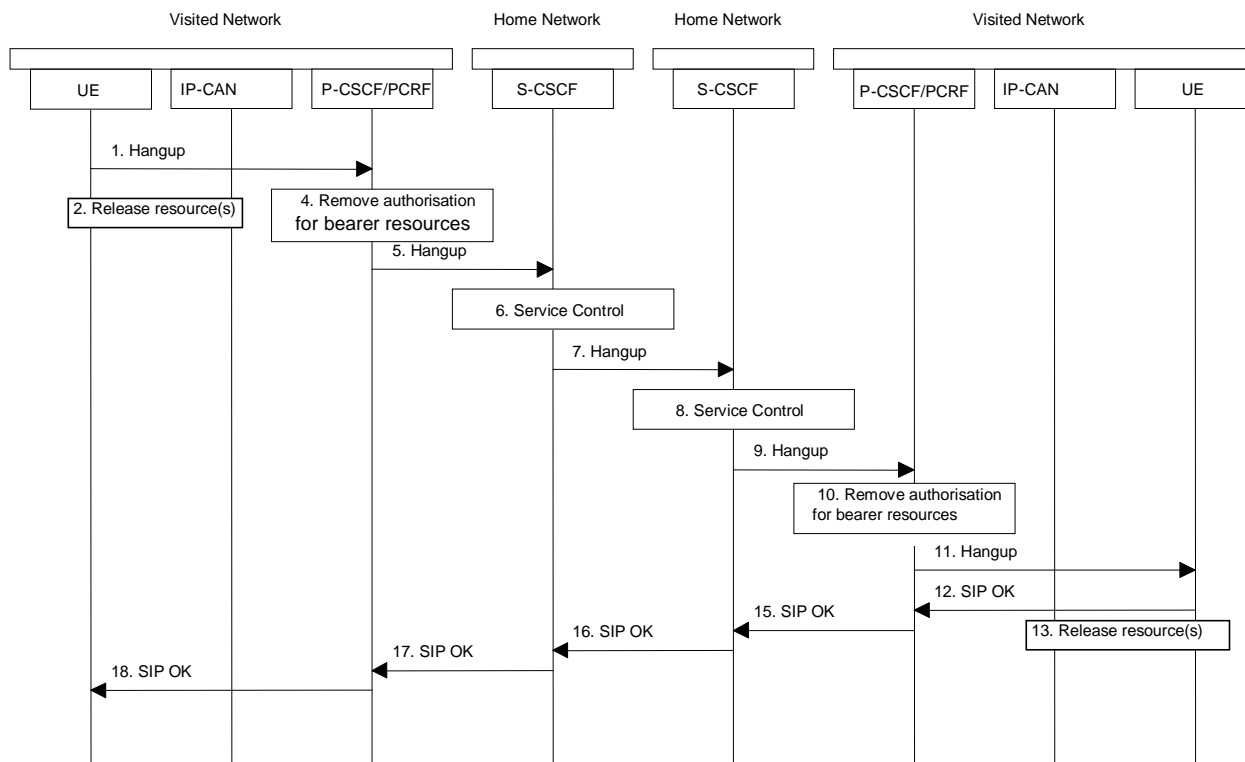 Visited Network
Home Network
Home Network
Visited Network
UE
IP-CAN
P-CSCF/PCRF
S-CSCF
S-CSCF
P-CSCF/PCRF
IP-CAN
UE
1. Hangup
2. Release resource(s)
4. Remove authorisation
for bearer resources
5. Hangup
6. Service Control
7. Hangup
8. Service Control
9. Hangup
10. Remove authorisation
for bearer resources
11. Hangup
12. SIP OK
13. Release resource(s)
15. SIP OK
16. SIP OK
17. SIP OK
18. SIP OK